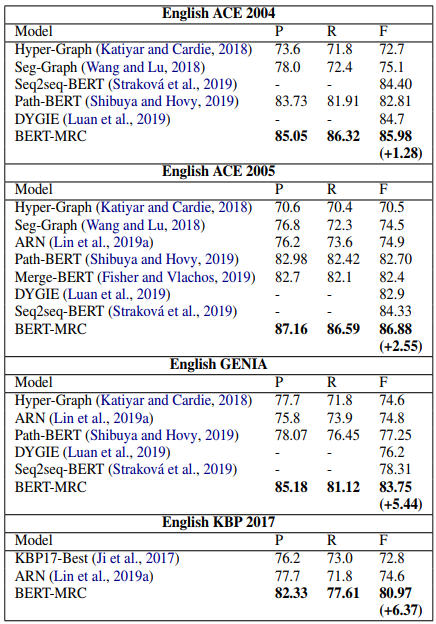 English ACE 2004
Model P R F
Hyper-Graph (Katiyar and Cardie, 2018) 73.6 71.8 72.7
Seg-Graph (Wang and Lu, 2018) 78.0 72.4 75.1
Seq2seq-BERT (Straková et al., 2019) - - 84.40
Path-BERT (Shibuya and Hovy, 2019) 83.73 81.91 82.81
DYGIE (Luan et al., 2019) - - 84.7
BERT-MRC 85.05 86.32 85.98
(+1.28)
English ACE 2005
Model P R F
Hyper-Graph (Katiyar and Cardie, 2018) 70.6 70.4 70.5
Seg-Graph (Wang and Lu, 2018) 76.8 72.3 74.5
ARN (Lin et al., 2019a) 76.2 73.6 74.9
Path-BERT (Shibuya and Hovy, 2019) 82.98 82.42 82.70
Merge-BERT (Fisher and Vlachos, 2019) 82.7 82.1 82.4
DYGIE (Luan et al., 2019) - - 82.9
Seq2seq-BERT (Straková et al., 2019) - - 84.33
BERT-MRC 87.16 86.59 86.88
(+2.55)
English GENIA
Model P R F
Hyper-Graph (Katiyar and Cardie, 2018) 77.7 71.8 74.6
ARN (Lin et al., 2019a) 75.8 73.9 74.8
Path-BERT (Shibuya and Hovy, 2019) 78.07 76.45 77.25
DYGIE (Luan et al., 2019) - - 76.2
Seq2seq-BERT (Straková et al., 2019) - - 78.31
BERT-MRC 85.18 81.12 83.75
(+5.44)
English KBP 2017
Model P R F
KBP17-Best (Ji et al., 2017) 76.2 73.0 72.8
ARN (Lin et al., 2019a) 77.7 71.8 74.6
BERT-MRC 82.33 77.61 80.97
(+6.37)